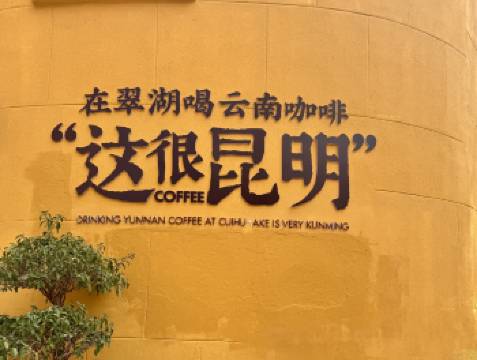 在翠湖喝云南咖啡
“这很昆明”
COFFEE
DRINKING YUNNAN COFFEE AT CUIHU AKE IS VERY KUNMING